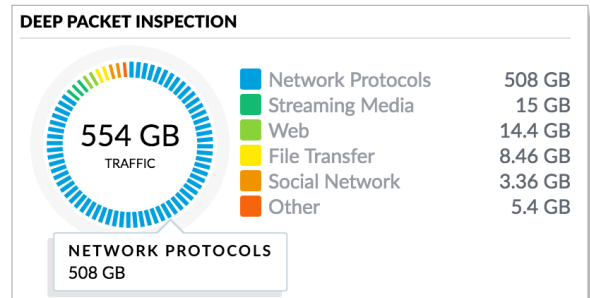 DEEP PACKET INSPECTION
554 GB
TRAFFIC
Network Protocols 508 GB
Streaming Media 15 GB
Web 14.4 GB
File Transfer 8.46 GB
Social Network 3.36 GB
Other 5.4 GB
NETWORK PROTOCOLS
508 GB